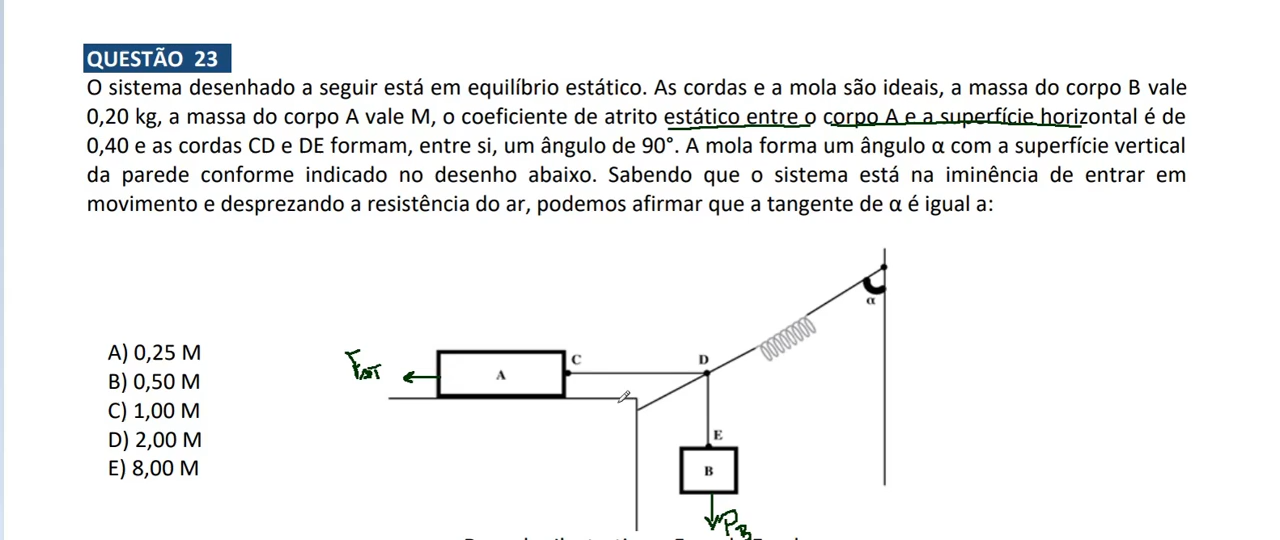 QUESTÃO 23
O sistema desenhado a seguir está em equilíbrio estático. As cordas e a mola são ideais, a massa do corpo B vale
0,20 kg, a massa do corpo A vale M, o coeficiente de atrito estático entre o corpo A e a superfície horizontal é de
0,40 e as cordas CD e DE formam, entre si, um ângulo de 90°. A mola forma um ângulo α com a superfície vertical
da parede conforme indicado no desenho abaixo. Sabendo que o sistema está na iminência de entrar em
movimento e desprezando a resistência do ar, podemos afirmar que a tangente de α é igual a:
α
A) 0,25 M
B) 0,50 M
C) 1,00 M
D) 2,00 M
E) 8,00 M
C
D
A
E
B
P_B